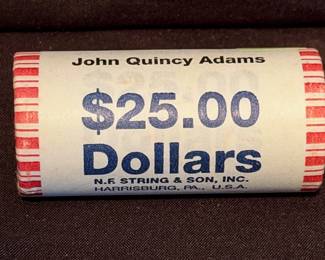 John Quincy Adams
$25.00
Dollars
N.F. STRING & SON, INC.
HARRISBURG, PA., U.S.A.